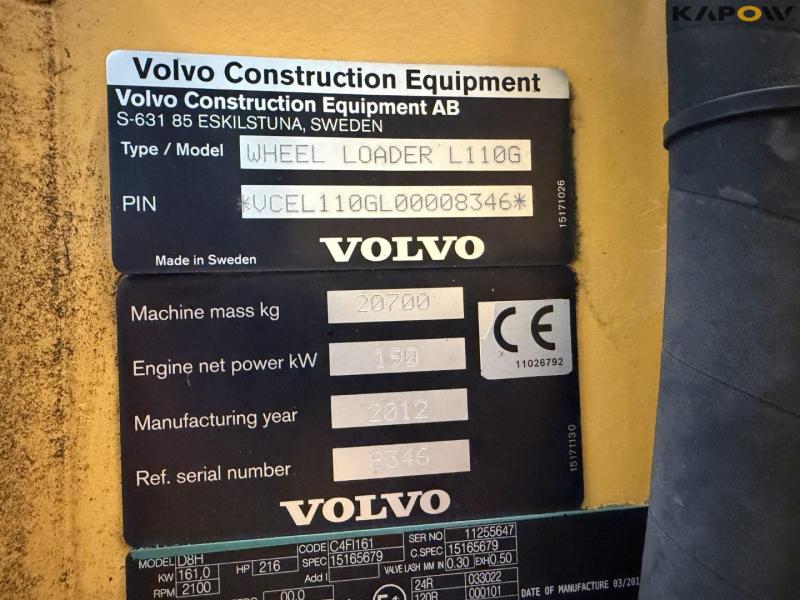 KAPOW
Volvo Construction Equipment
Volvo Construction Equipment AB
S-631 85 ESKILSTUNA, SWEDEN
Type / Model WHEEL LOADER L110G
PIN *VCEL110GL00008346*
15171026
Made in Sweden VOLVO
Machine mass kg 20700
Engine net power kW 190
CE
11026792
Manufacturing year 2012
Ref. serial number 8346
15171130
VOLVO
MODEL D8H CODE C4FI161 SER NO 11255647
KW 161,0 HP 216 SPEC 15165679 C.SPEC 15165679
RPM 2100 Add I VALVE LASH MM IN 0.30 EXH 0.50
00.0 24R 033022
120R 000101 DATE OF MANUFACTURE 03/201